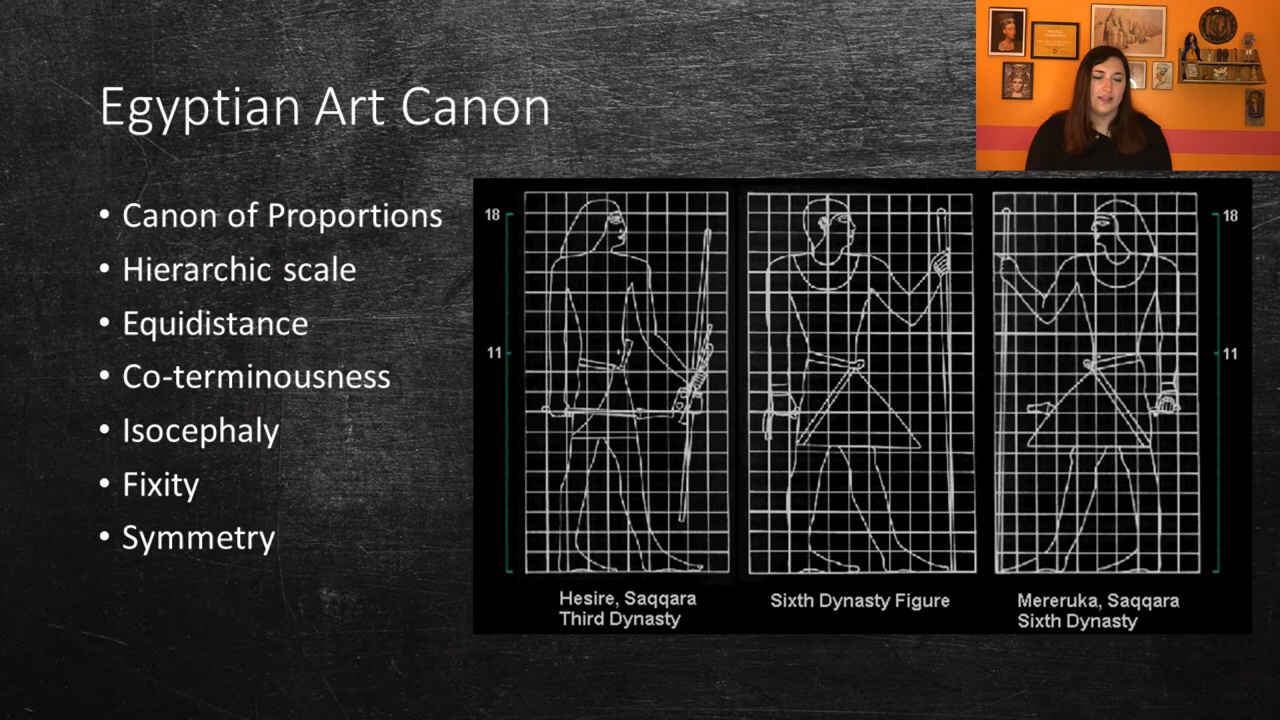 Egyptian Art Canon
• Canon of Proportions
• Hierarchic scale
• Equidistance
• Co-terminousness
• Isocephaly
• Fixity
• Symmetry
18
11
18
11
Hesire, Saqqara
Third Dynasty
Sixth Dynasty Figure
Mereruka, Saqqara
Sixth Dynasty